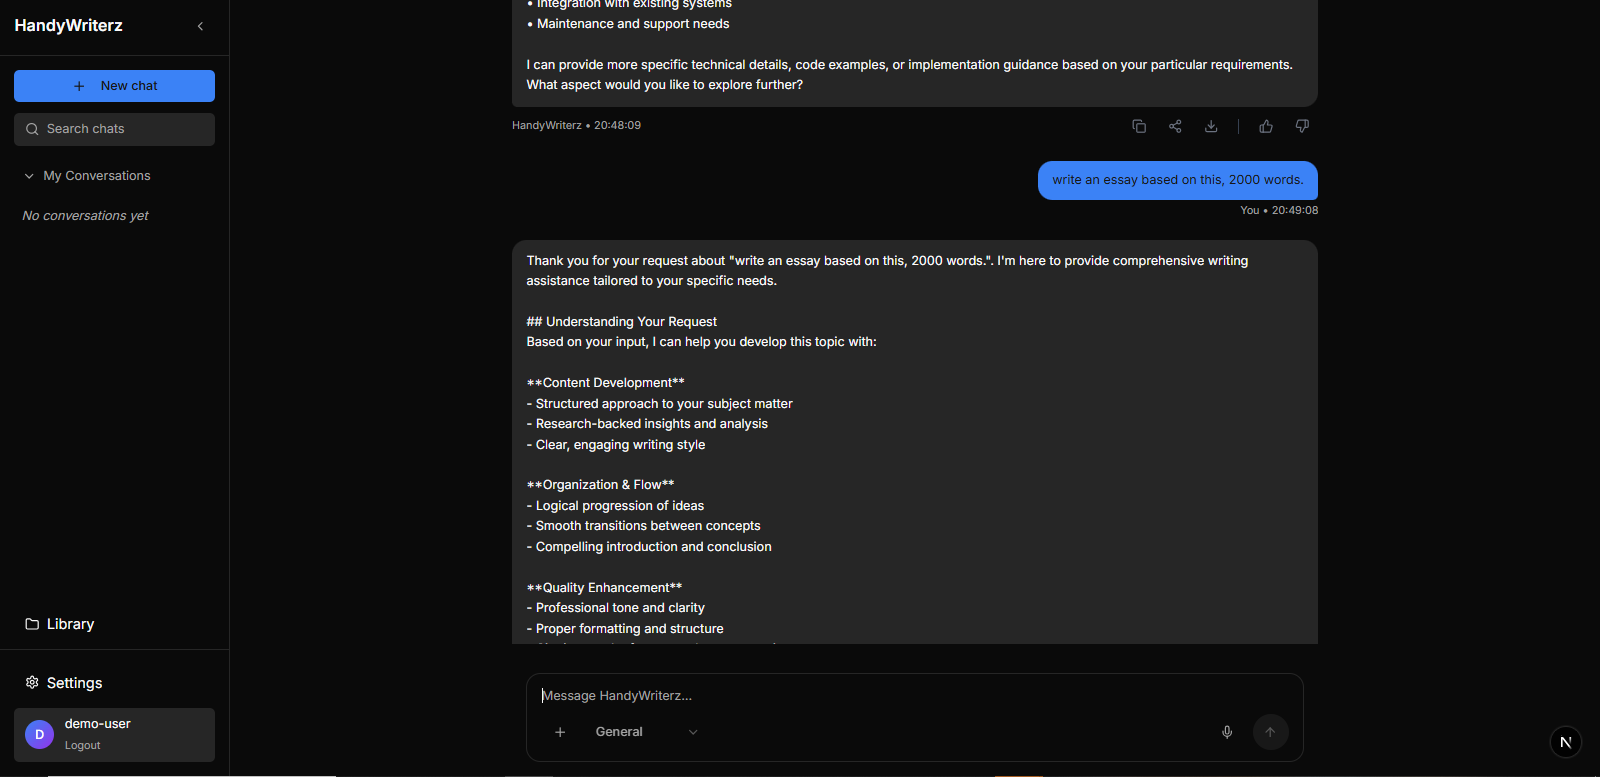 HandyWriterz
New chat
Search chats
My Conversations
No conversations yet
Library
Settings
D
demo-user
Logout
• Integration with existing systems
• Maintenance and support needs
I can provide more specific technical details, code examples, or implementation guidance based on your particular requirements.
What aspect would you like to explore further?
HandyWriterz • 20:48:09
write an essay based on this, 2000 words.
You • 20:49:08
Thank you for your request about "write an essay based on this, 2000 words.". I'm here to provide comprehensive writing
assistance tailored to your specific needs.
## Understanding Your Request
Based on your input, I can help you develop this topic with:
**Content Development**
- Structured approach to your subject matter
- Research-backed insights and analysis
- Clear, engaging writing style
**Organization & Flow**
- Logical progression of ideas
- Smooth transitions between concepts
- Compelling introduction and conclusion
**Quality Enhancement**
- Professional tone and clarity
- Proper formatting and structure
Message HandyWriterz...
General
N